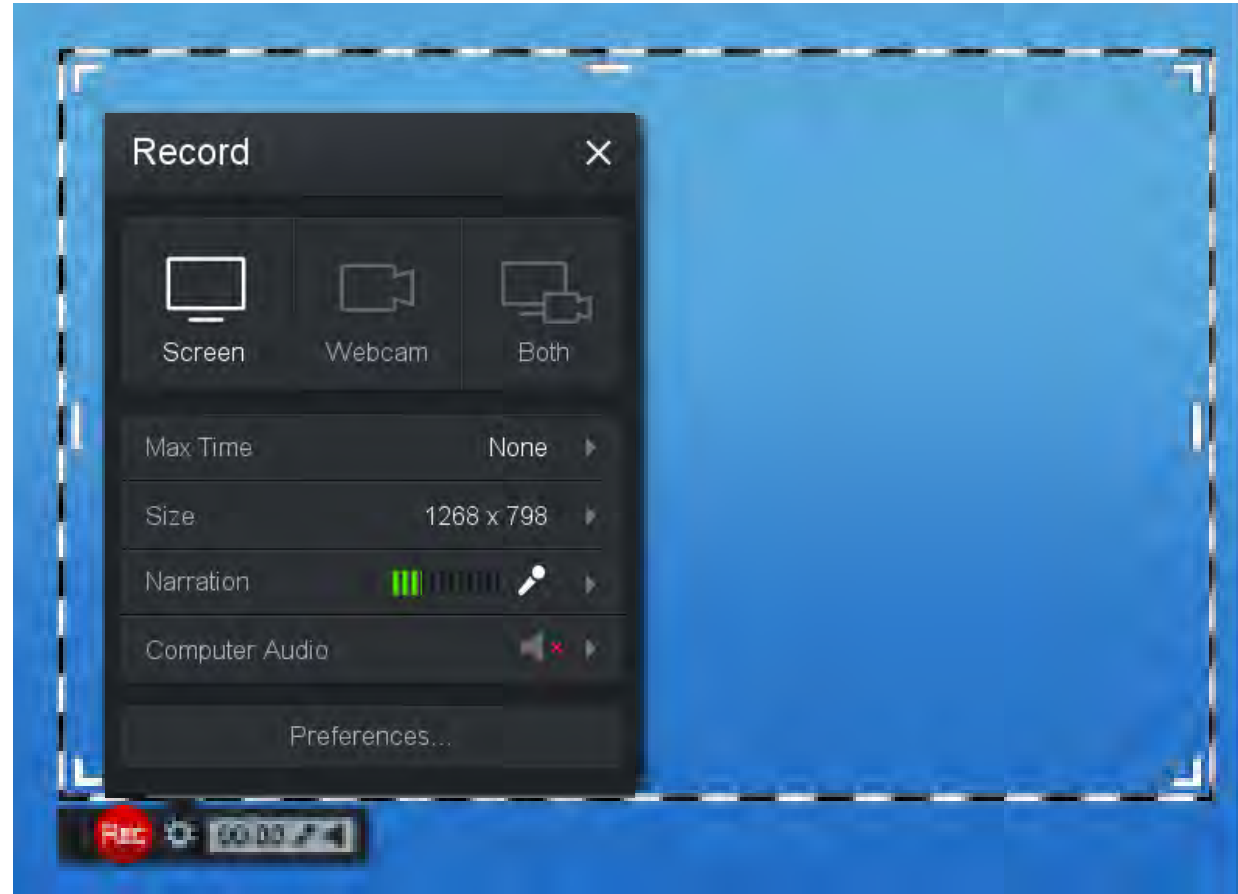 Record
Screen Webcam Both
Max Time None
Size 1268 x 798
Narration
Computer Audio
Preferences...
Rec 00:00